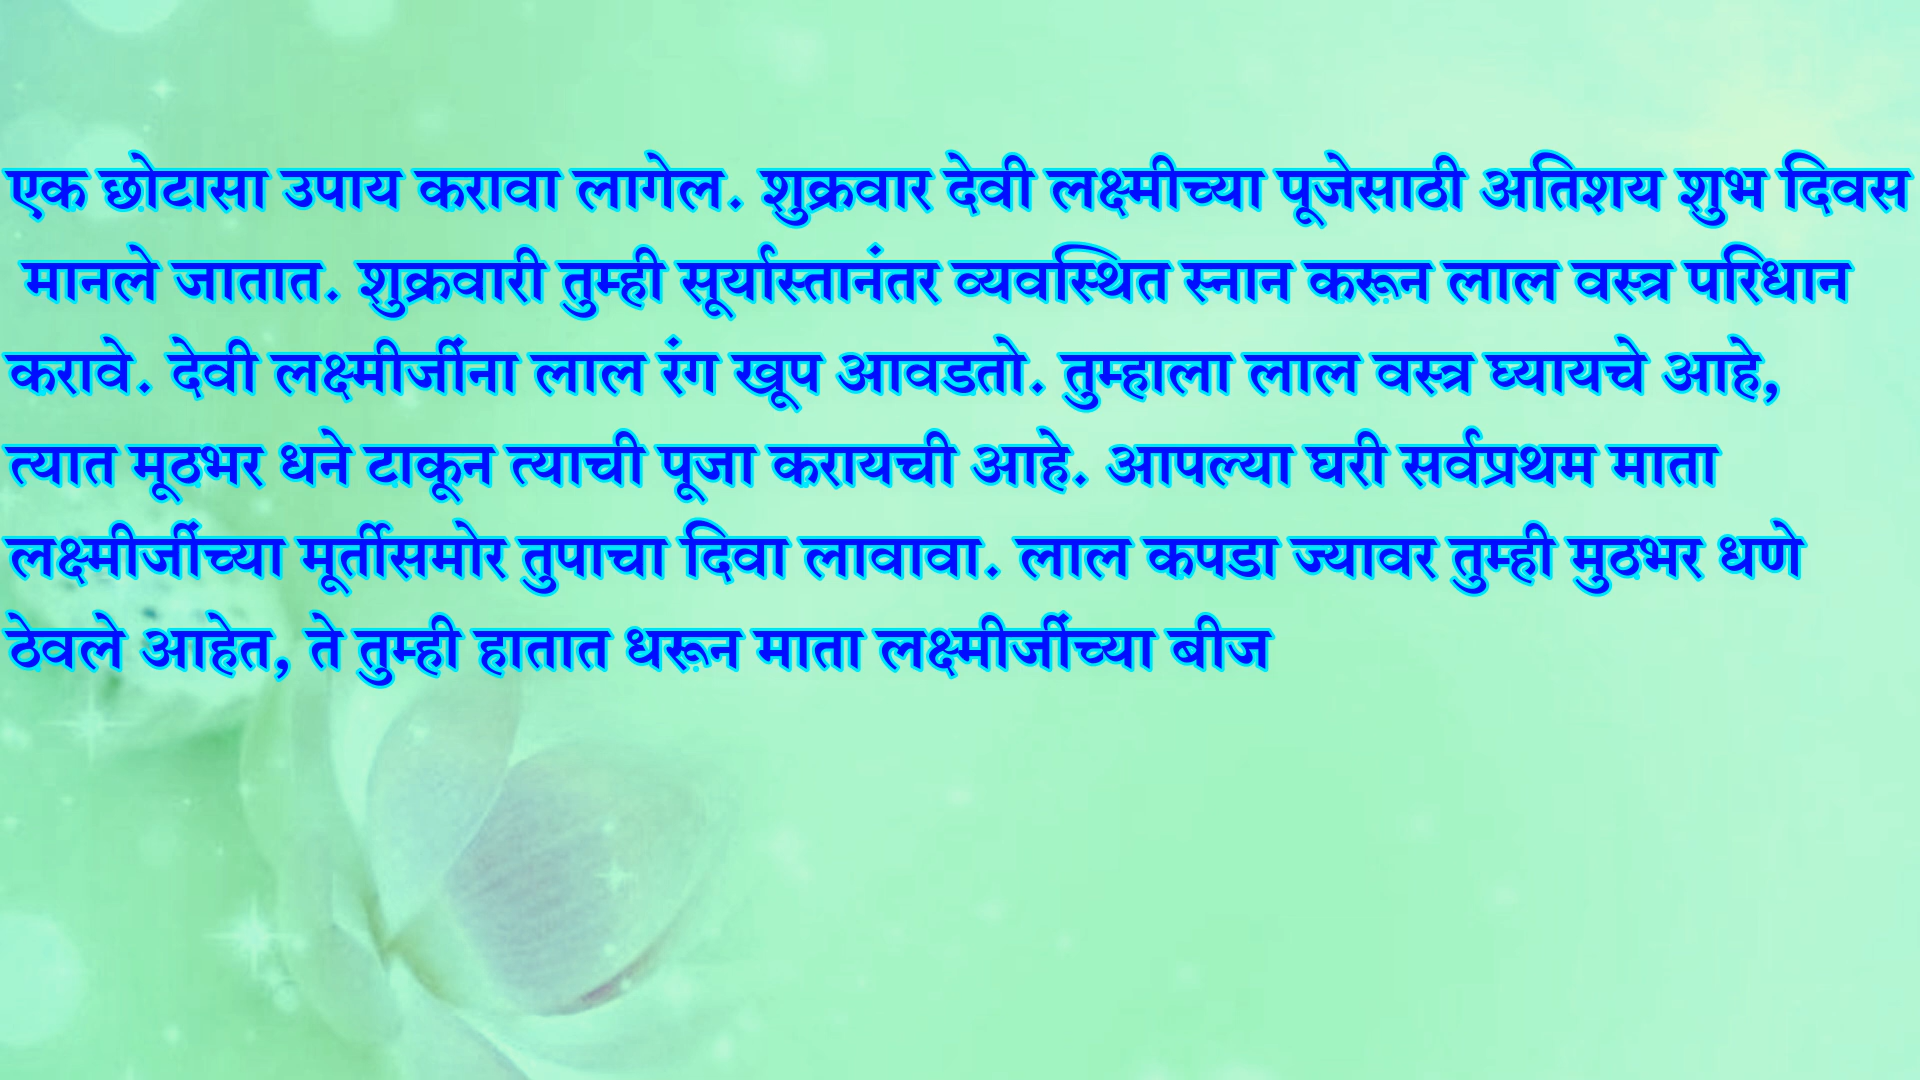 एक छोटासा उपाय करावा लागेल. शुक्रवार देवी लक्ष्मीच्या पूजेसाठी अतिशय शुभ दिवस
मानले जातात. शुक्रवारी तुम्ही सूर्यास्तानंतर व्यवस्थित स्नान करून लाल वस्त्र परिधान
करावे. देवी लक्ष्मीजींना लाल रंग खूप आवडतो. तुम्हाला लाल वस्त्र घ्यायचे आहे,
त्यात मूठभर धने टाकून त्याची पूजा करायची आहे. आपल्या घरी सर्वप्रथम माता
लक्ष्मीजींच्या मूर्तीसमोर तुपाचा दिवा लावावा. लाल कपडा ज्यावर तुम्ही मुठभर धणे
ठेवले आहेत, ते तुम्ही हातात धरून माता लक्ष्मीजींच्या बीज